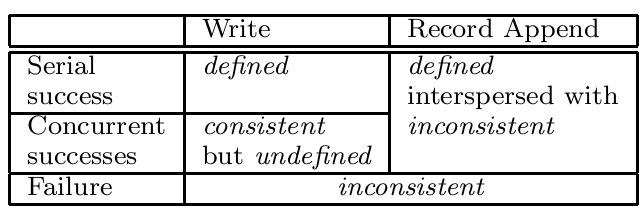 Write Record Append
Serial defined defined
success interspersed with
Concurrent consistent inconsistent
successes but undefined
Failure inconsistent